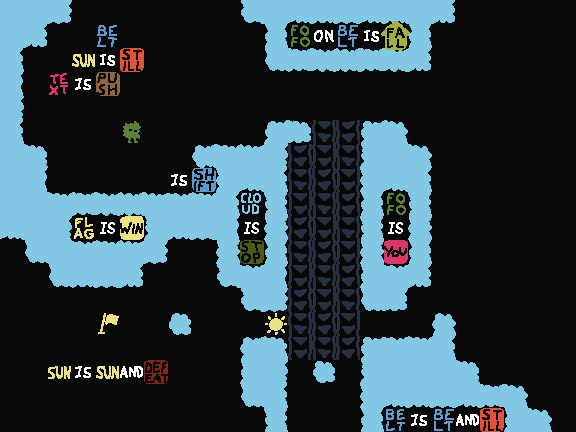 BELT
FOFO ON BELT IS FALL
SUN IS STILL
TEXT IS PUSH
IS SHIFT
CLOUD IS STOP
FOFO IS YOU
FLAG IS WIN
SUN IS SUN AND DEFEAT
BELT IS BELT AND STILL